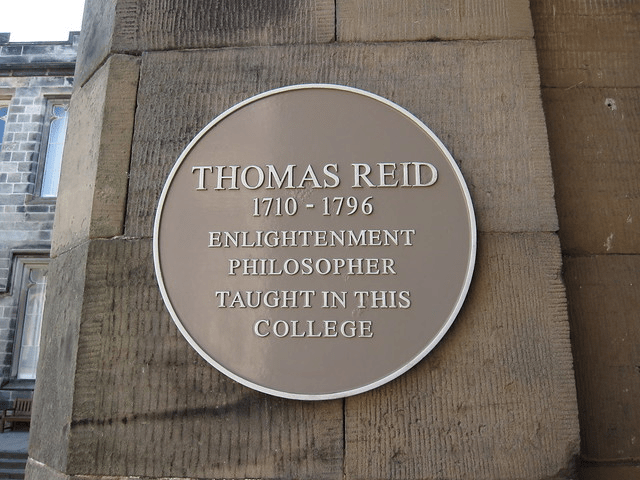 THOMAS REID
1710 - 1796
ENLIGHTENMENT
PHILOSOPHER
TAUGHT IN THIS
COLLEGE